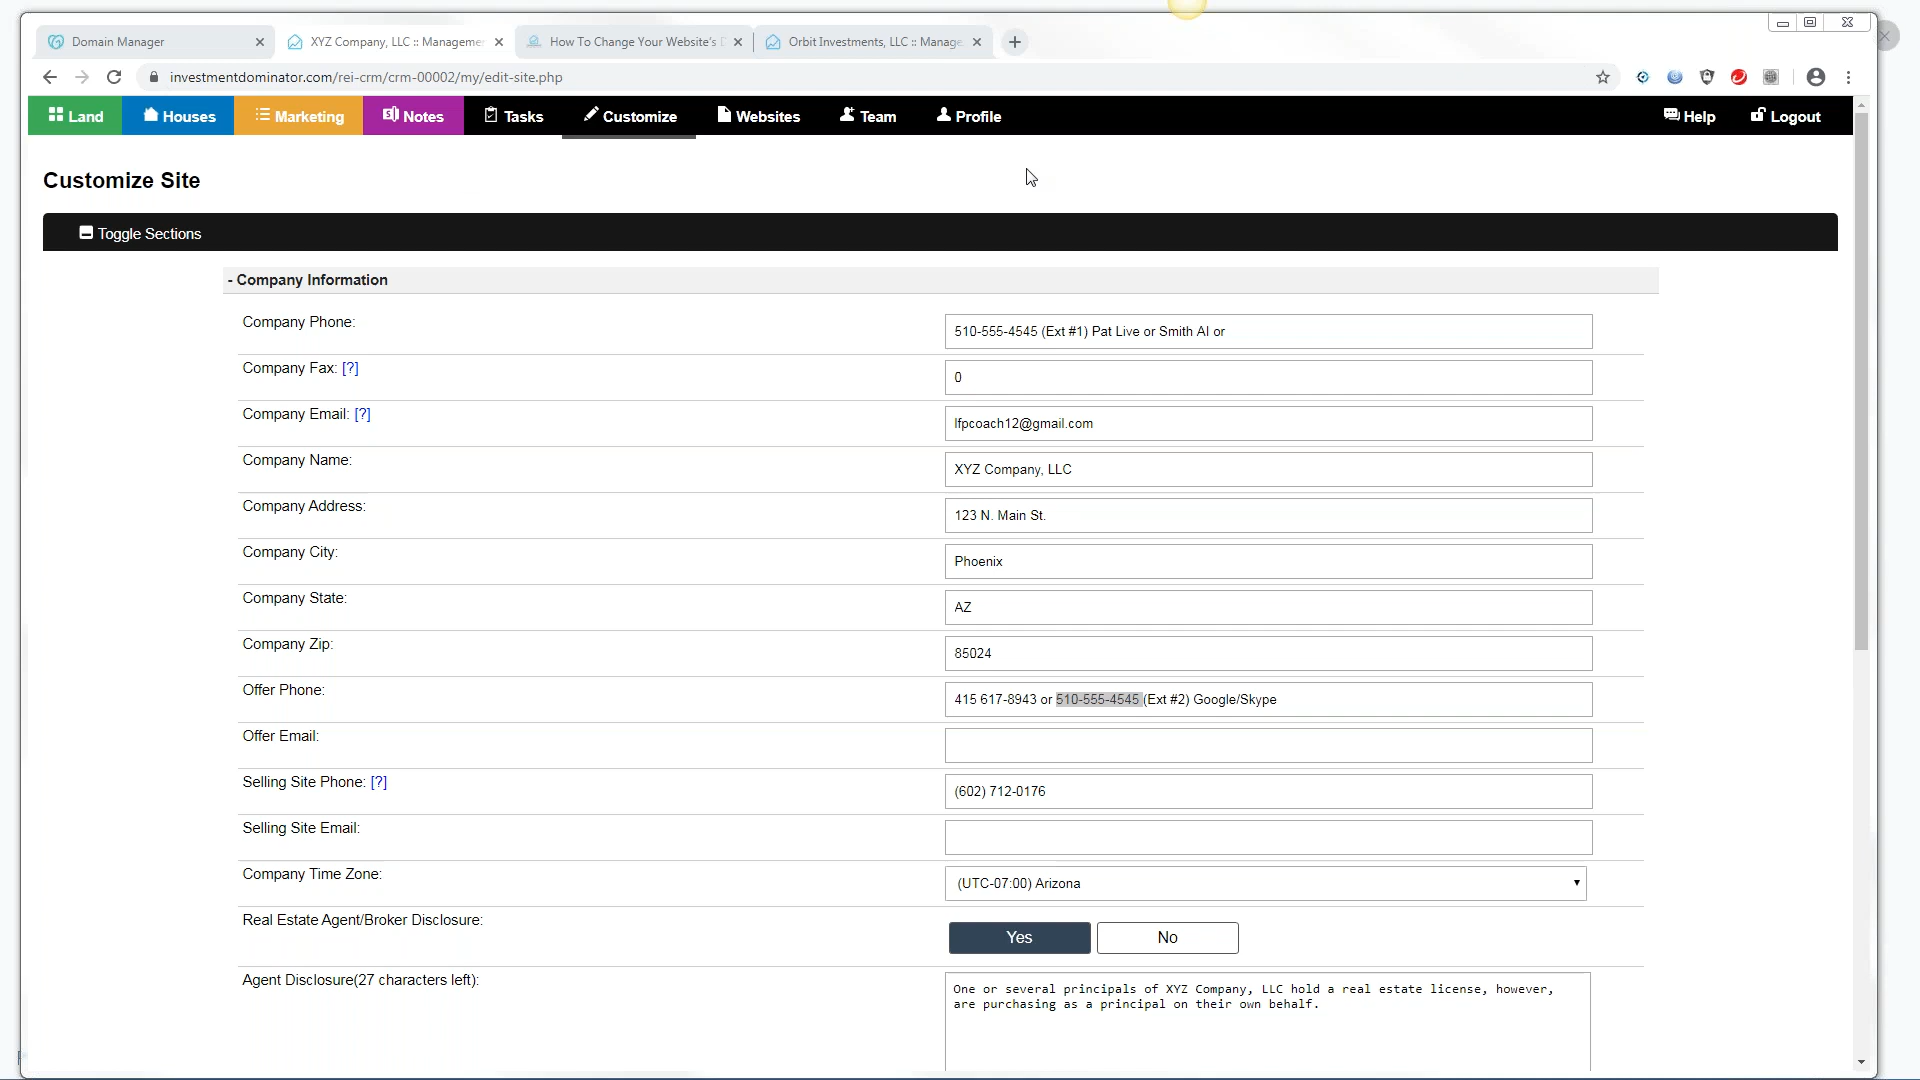 Domain Manager
XYZ Company, LLC :: Managemen
How To Change Your Website's
Orbit Investments, LLC :: Manage
investmentdominator.com/rei-crm/crm-00002/my/edit-site.php
Land
Houses
Marketing
Notes
Tasks
Customize
Websites
Team
Profile
Help
Logout
Customize Site
Toggle Sections
- Company Information
Company Phone:
510-555-4545 (Ext #1) Pat Live or Smith AI or
Company Fax: [?]
0
Company Email: [?]
lfpcoach12@gmail.com
Company Name:
XYZ Company, LLC
Company Address:
123 N. Main St.
Company City:
Phoenix
Company State:
AZ
Company Zip:
85024
Offer Phone:
415 617-8943 or 510-555-4545 (Ext #2) Google/Skype
Offer Email:
Selling Site Phone: [?]
(602) 712-0176
Selling Site Email:
Company Time Zone:
(UTC-07:00) Arizona
Real Estate Agent/Broker Disclosure:
Yes
No
Agent Disclosure(27 characters left):
One or several principals of XYZ Company, LLC hold a real estate license, however,
are purchasing as a principal on their own behalf.